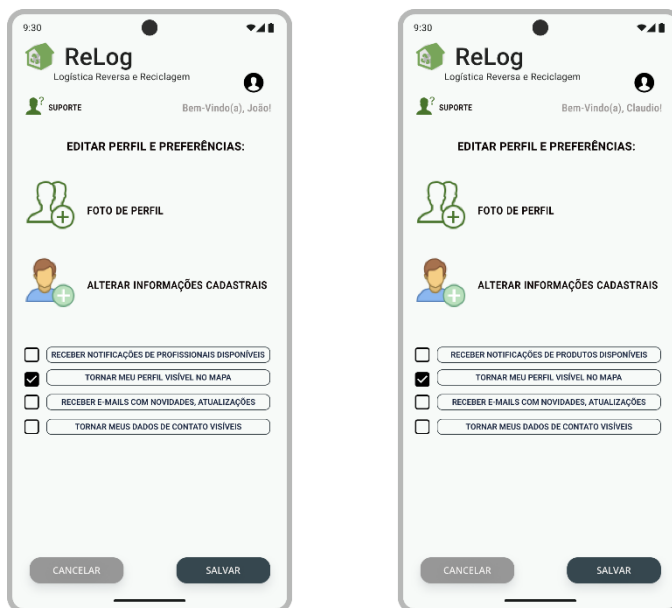 9:30
ReLog
Logística Reversa e Reciclagem
?
SUPORTE
Bem-Vindo(a), João!
EDITAR PERFIL E PREFERÊNCIAS:
FOTO DE PERFIL
ALTERAR INFORMAÇÕES CADASTRAIS
RECEBER NOTIFICAÇÕES DE PROFISSIONAIS DISPONÍVEIS
TORNAR MEU PERFIL VISÍVEL NO MAPA
RECEBER E-MAILS COM NOVIDADES, ATUALIZAÇÕES
TORNAR MEUS DADOS DE CONTATO VISÍVEIS
CANCELAR
SALVAR
9:30
ReLog
Logística Reversa e Reciclagem
?
SUPORTE
Bem-Vindo(a), Claudio!
EDITAR PERFIL E PREFERÊNCIAS:
FOTO DE PERFIL
ALTERAR INFORMAÇÕES CADASTRAIS
RECEBER NOTIFICAÇÕES DE PRODUTOS DISPONÍVEIS
TORNAR MEU PERFIL VISÍVEL NO MAPA
RECEBER E-MAILS COM NOVIDADES, ATUALIZAÇÕES
TORNAR MEUS DADOS DE CONTATO VISÍVEIS
CANCELAR
SALVAR